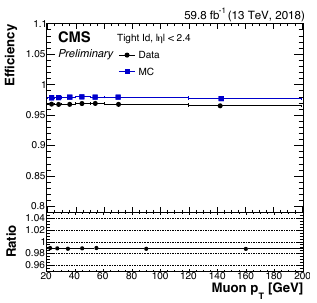 59.8 fb-1 (13 TeV, 2018)
Efficiency
1.1
1.05
1
0.95
0.9
0.85
0.8
CMS
Preliminary
Tight Id, |η| < 2.4
Data
MC
Ratio
1.04
1.02
1
0.98
0.96
20 40 60 80 100 120 140 160 180 200
Muon pT [GeV]